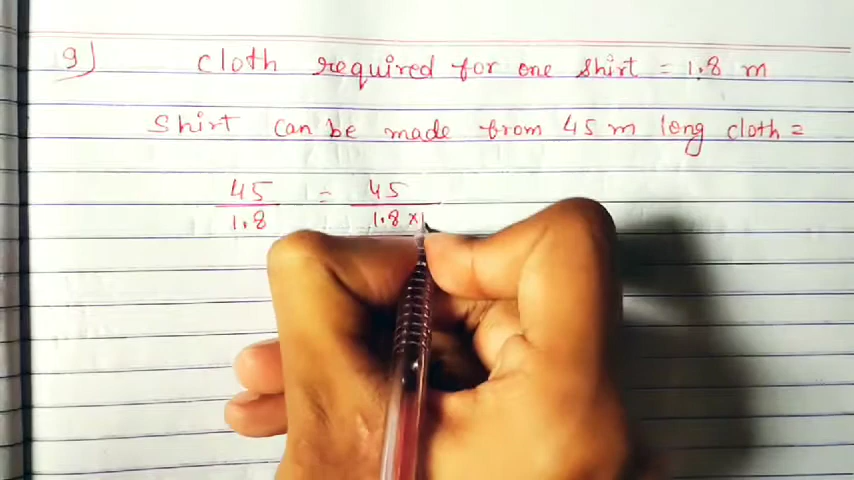 9) cloth required for one shirt = 1.8 m
Shirt can be made from 45 m long cloth =
45/1.8 = 45/1.8×1